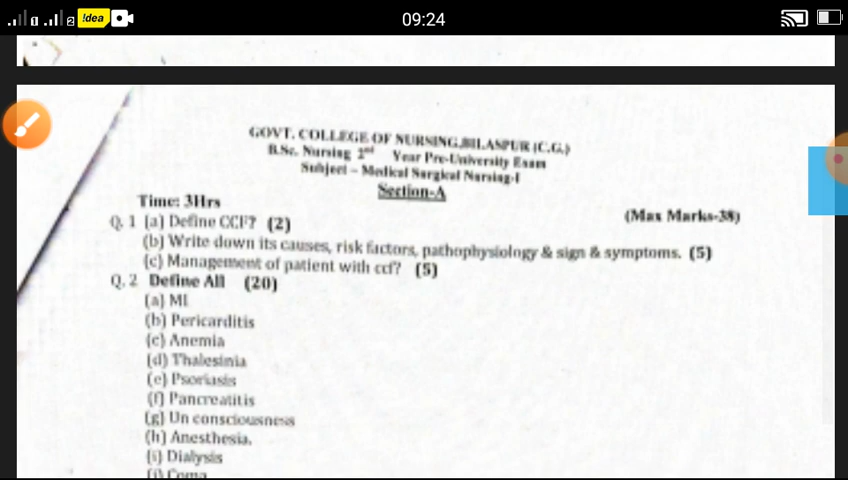 !dea
09:24
GOVT. COLLEGE OF NURSING,BILASPUR (C.G.)
B.Sc. Nursing 2nd Year Pre-University Exam
Subject – Medical Surgical Nursing-I
Section-A
Time: 3Hrs
(Max Marks-38)
Q. 1 (a) Define CCF? (2)
(b) Write down its causes, risk factors, pathophysiology & sign & symptoms. (5)
(c) Management of patient with ccf? (5)
Q. 2 Define All (20)
(a) MI
(b) Pericarditis
(c) Anemia
(d) Thalesinia
(e) Psoriasis
(f) Pancreatitis
(g) Un consciousness
(h) Anesthesia.
(i) Dialysis
(j) Coma